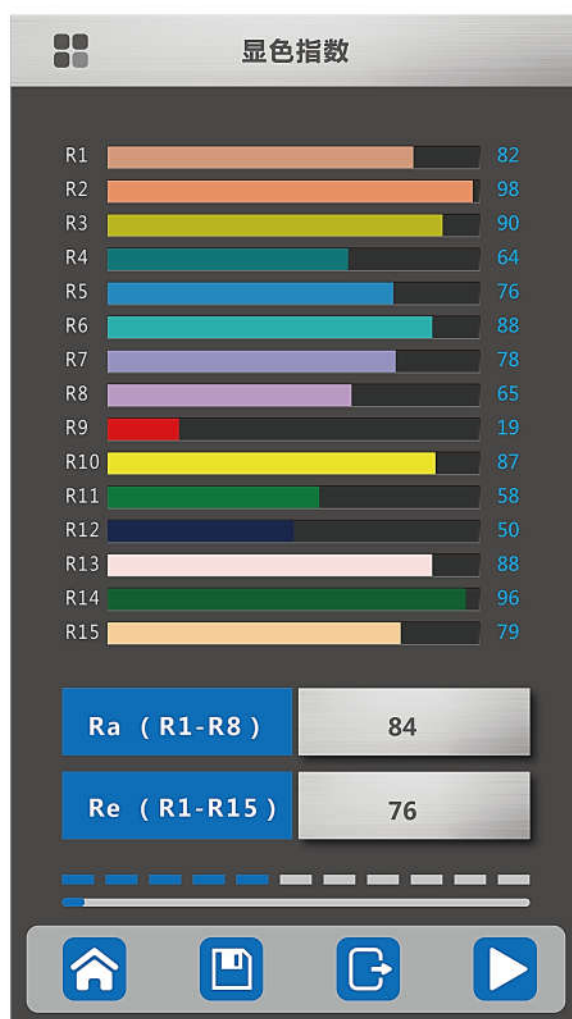 显色指数
R1 82
R2 98
R3 90
R4 64
R5 76
R6 88
R7 78
R8 65
R9 19
R10 87
R11 58
R12 50
R13 88
R14 96
R15 79
Ra （R1-R8） 84
Re （R1-R15） 76